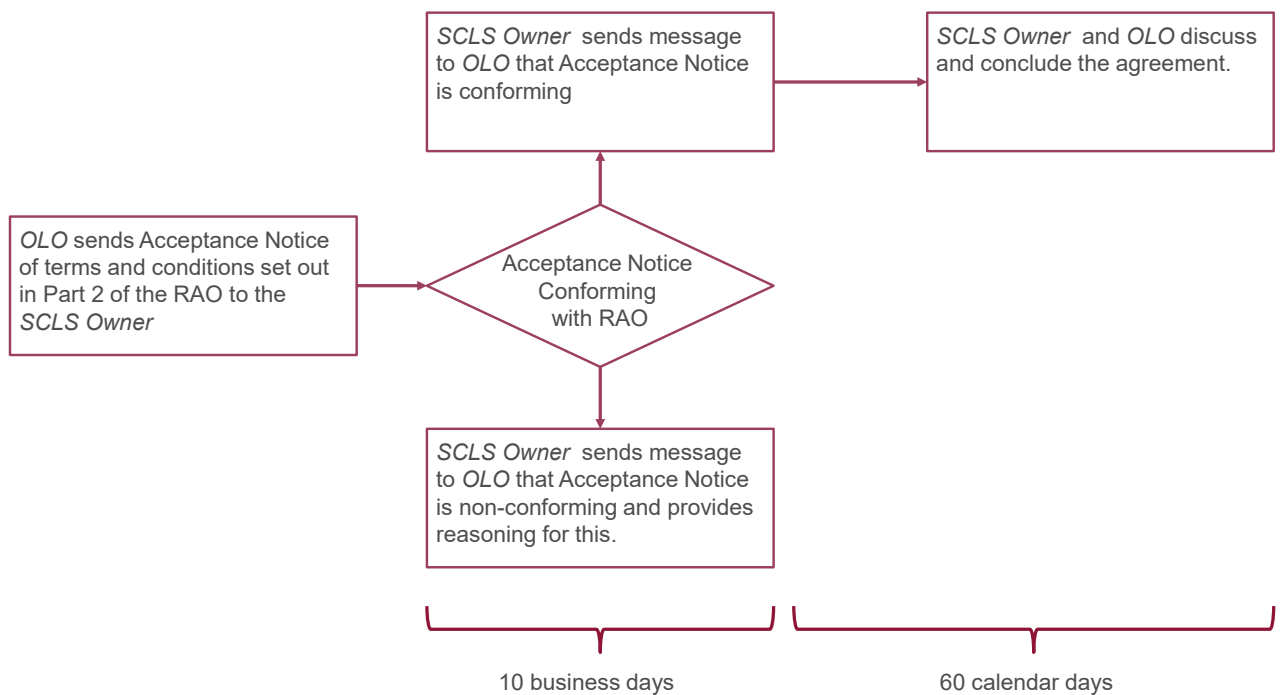 SCLS Owner sends message
to OLO that Acceptance Notice
is conforming
SCLS Owner and OLO discuss
and conclude the agreement.
OLO sends Acceptance Notice
of terms and conditions set out
in Part 2 of the RAO to the
SCLS Owner
Acceptance Notice
Conforming
with RAO
SCLS Owner sends message
to OLO that Acceptance Notice
is non-conforming and provides
reasoning for this.
10 business days
60 calendar days